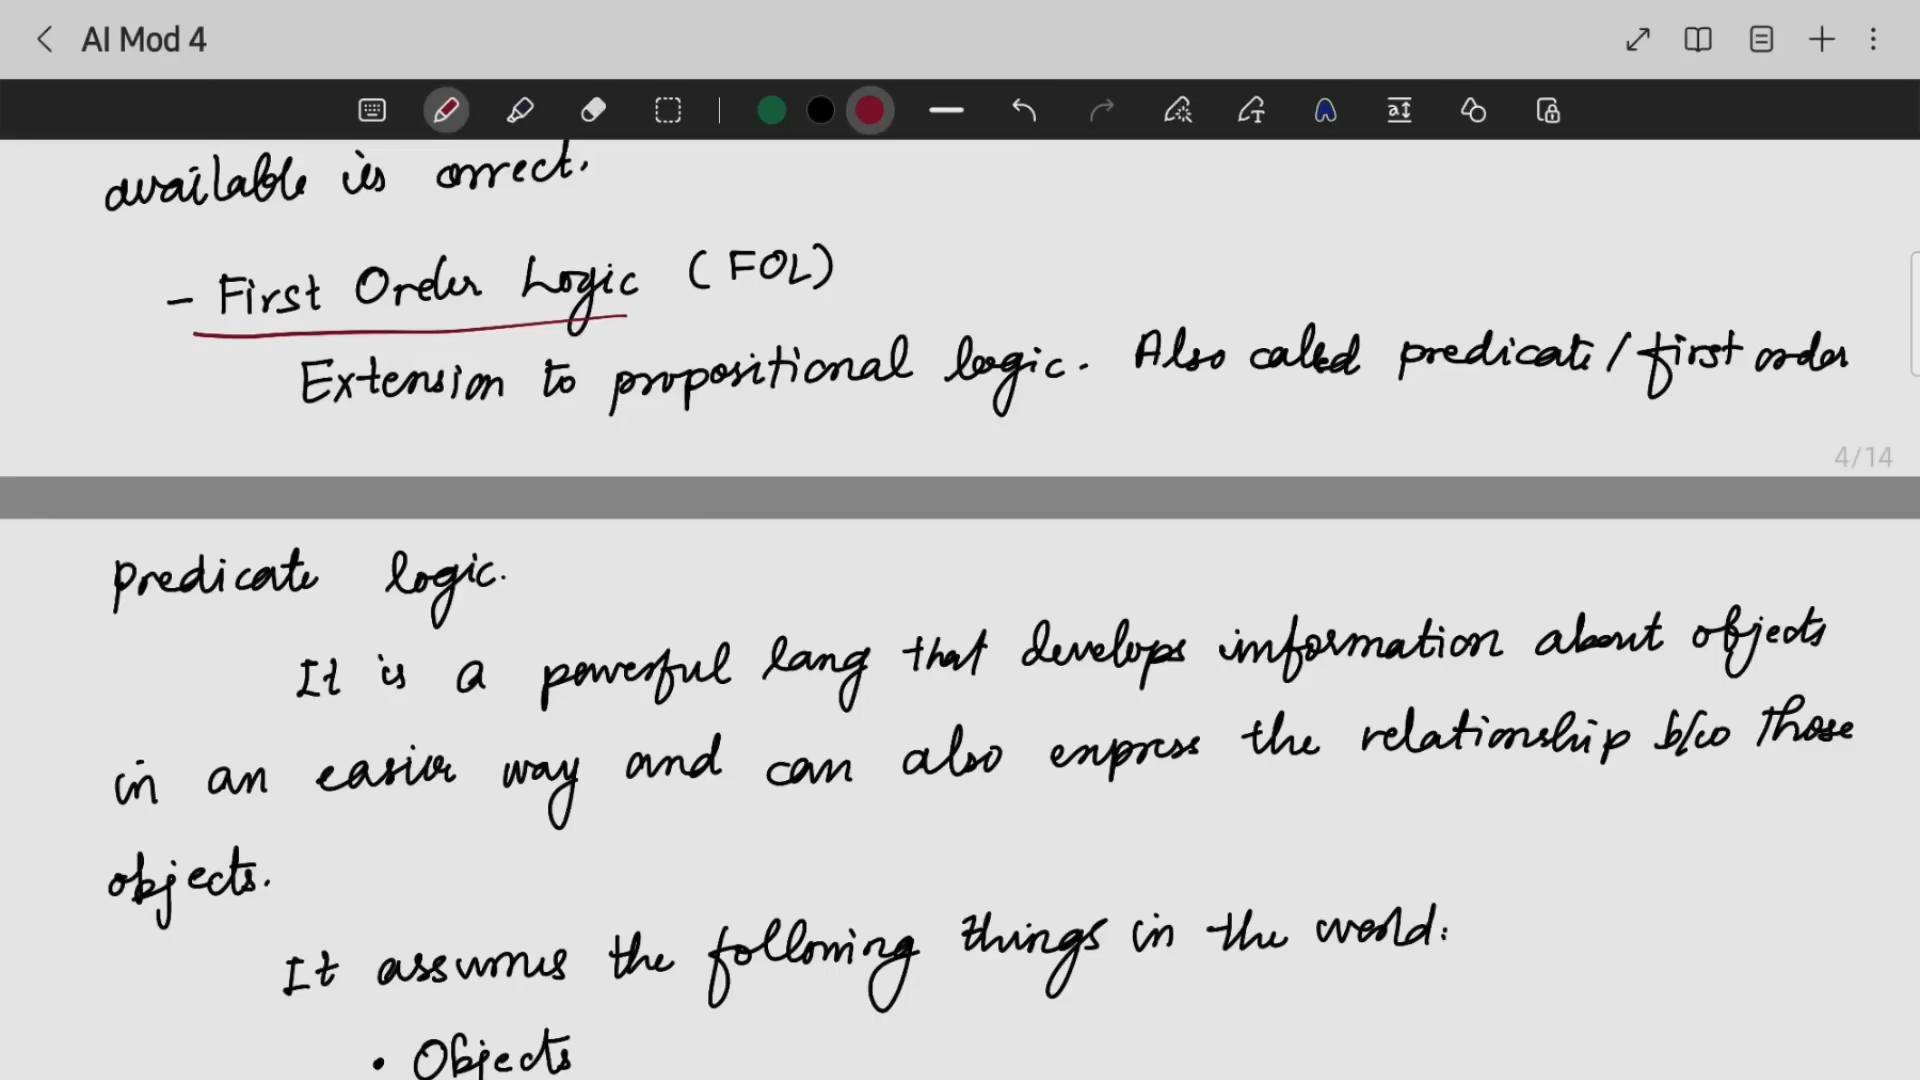 AI Mod 4
available is correct.
- First Order Logic (FOL)
Extension to propositional logic. Also called predicate/first order
4/14
predicate logic.
It is a powerful lang that develops information about objects
in an easier way and can also express the relationship b/w those
objects.
It assumes the following things in the world:
• Objects